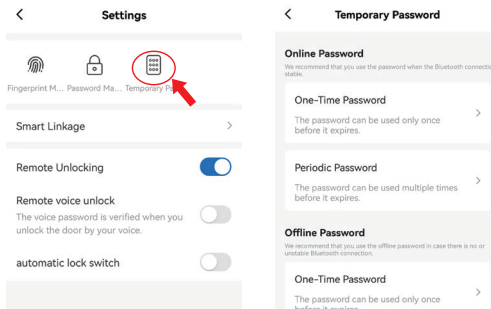 Settings
Fingerprint M... Password Ma... Temporary Pa
Smart Linkage
Remote Unlocking
Remote voice unlock
The voice password is verified when you
unlock the door by your voice.
automatic lock switch
Temporary Password
Online Password
We recommend that you use the password when the Bluetooth connectio
stable.
One-Time Password
The password can be used only once
before it expires.
Periodic Password
The password can be used multiple times
before it expires.
Offline Password
We recommend that you use the offline password in case there is no or
unstable Bluetooth connection.
One-Time Password
The password can be used only once
before it expires.